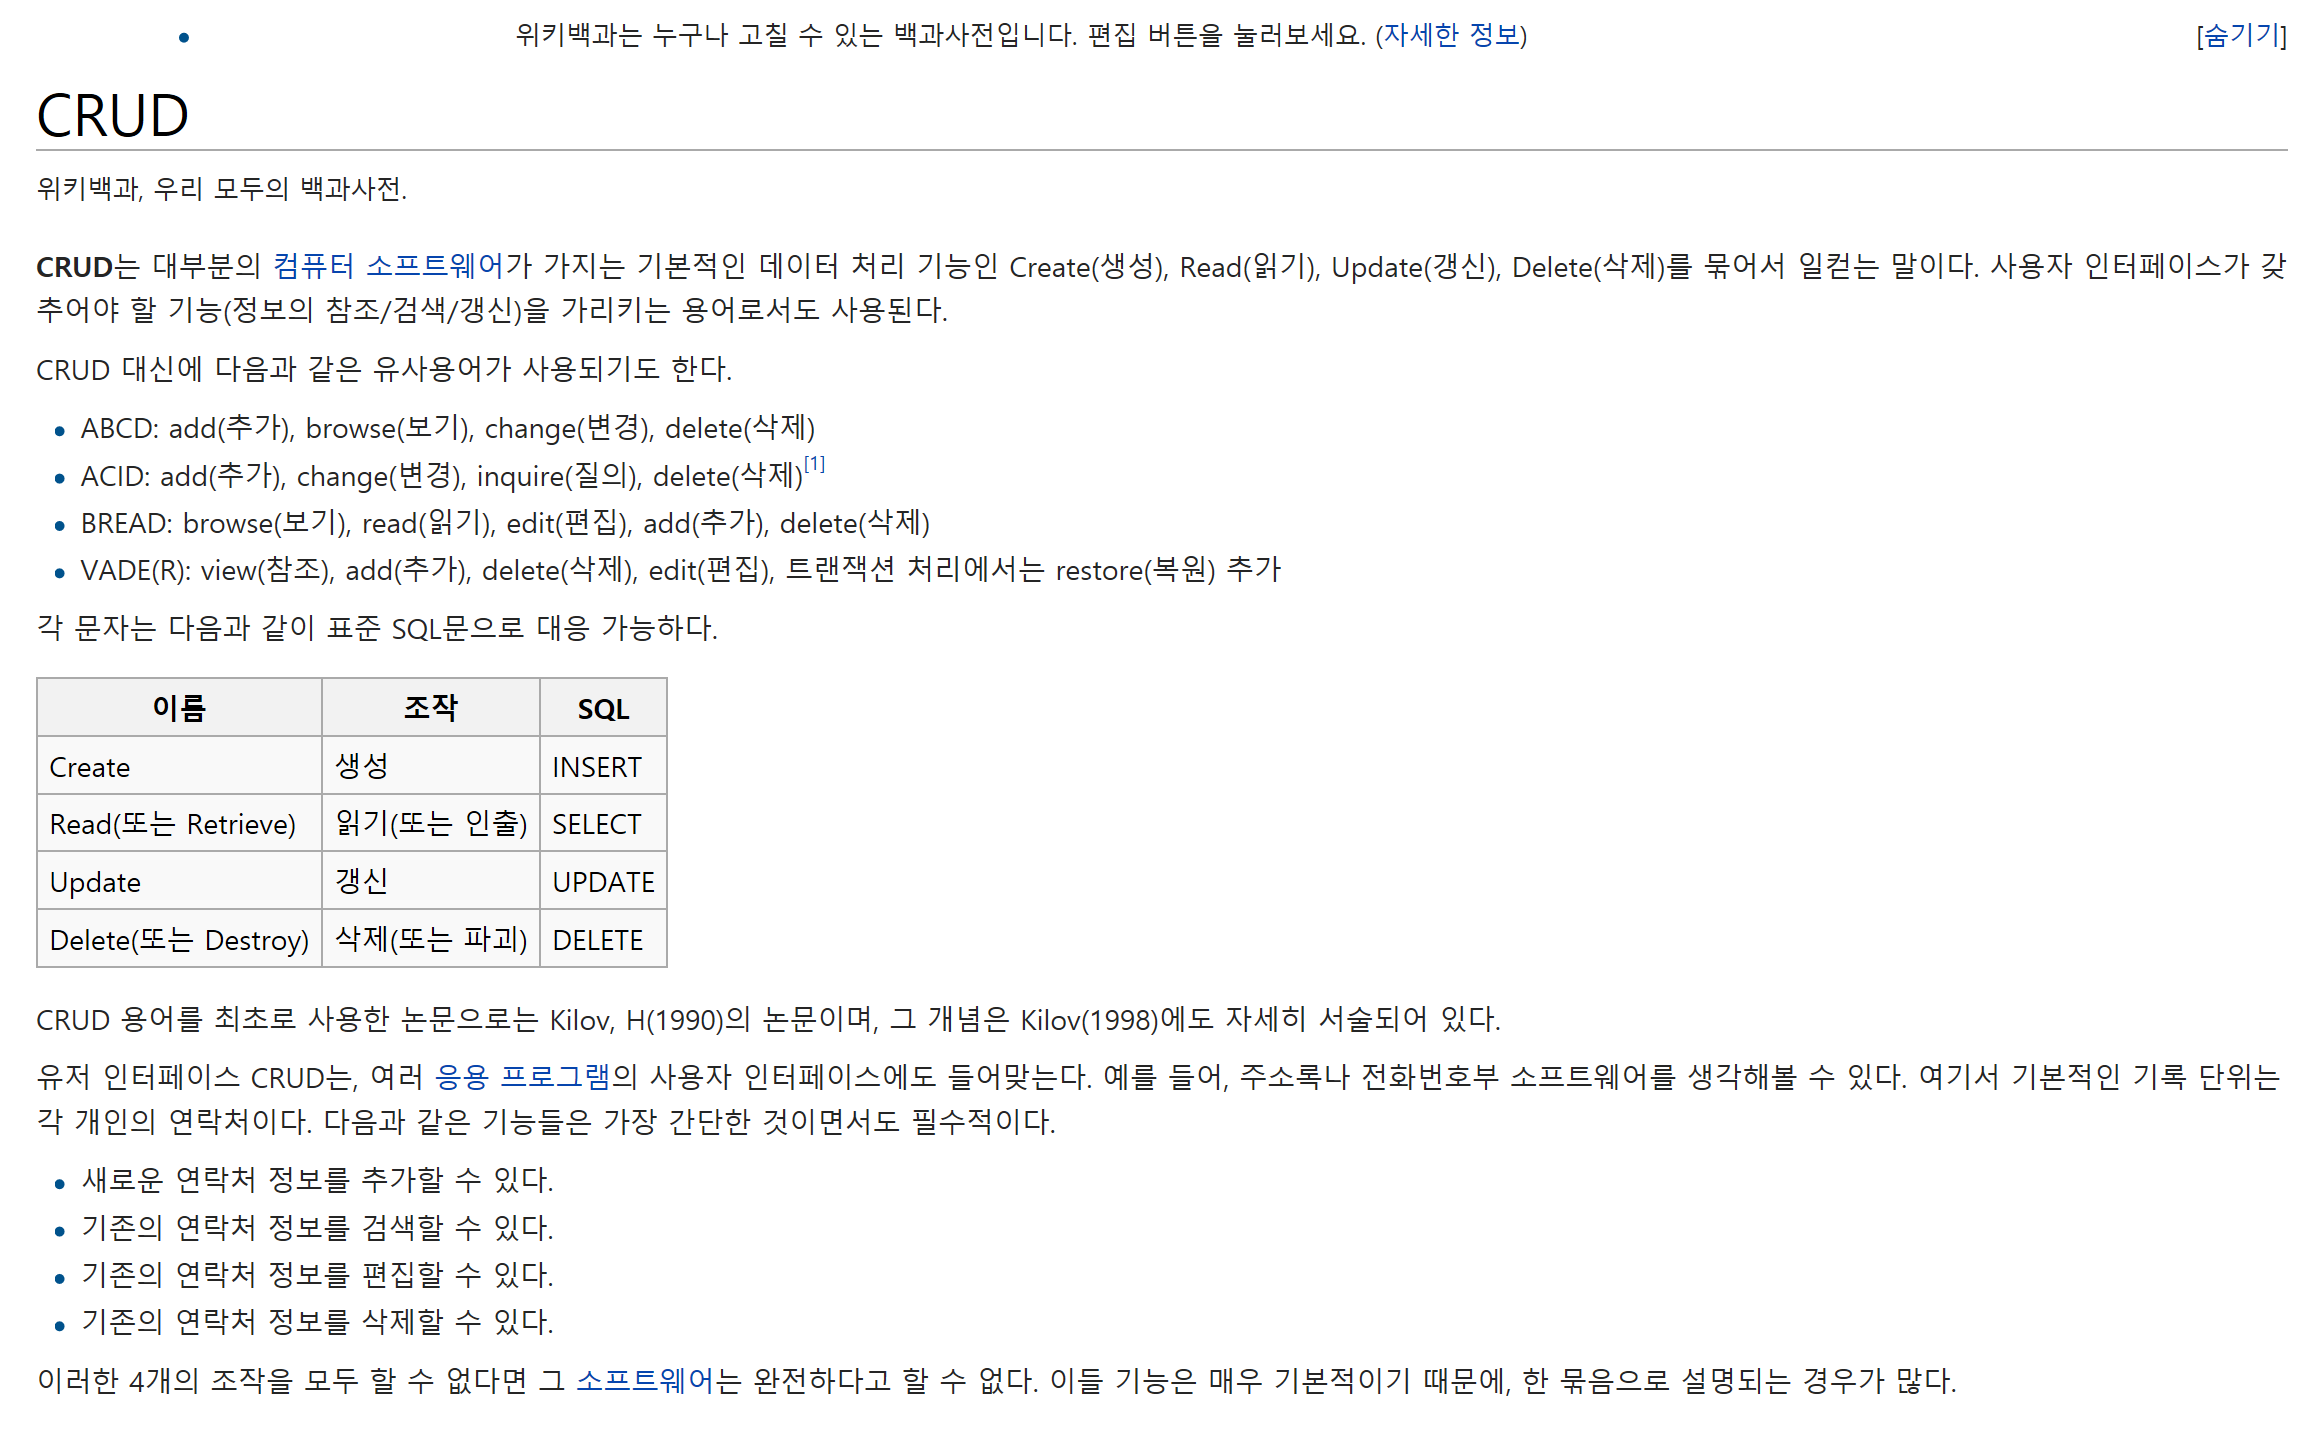 위키백과는 누구나 고칠 수 있는 백과사전입니다. 편집 버튼을 눌러보세요. (자세한 정보) [숨기기]
CRUD
위키백과, 우리 모두의 백과사전.
CRUD는 대부분의 컴퓨터 소프트웨어가 가지는 기본적인 데이터 처리 기능인 Create(생성), Read(읽기), Update(갱신), Delete(삭제)를 묶어서 일컫는 말이다. 사용자 인터페이스가 갖
추어야 할 기능(정보의 참조/검색/갱신)을 가리키는 용어로서도 사용된다.
CRUD 대신에 다음과 같은 유사용어가 사용되기도 한다.
ABCD: add(추가), browse(보기), change(변경), delete(삭제)
ACID: add(추가), change(변경), inquire(질의), delete(삭제)[1]
BREAD: browse(보기), read(읽기), edit(편집), add(추가), delete(삭제)
VADE(R): view(참조), add(추가), delete(삭제), edit(편집), 트랜잭션 처리에서는 restore(복원) 추가
각 문자는 다음과 같이 표준 SQL문으로 대응 가능하다.
이름 조작 SQL
Create 생성 INSERT
Read(또는 Retrieve) 읽기(또는 인출) SELECT
Update 갱신 UPDATE
Delete(또는 Destroy) 삭제(또는 파괴) DELETE
CRUD 용어를 최초로 사용한 논문으로는 Kilov, H(1990)의 논문이며, 그 개념은 Kilov(1998)에도 자세히 서술되어 있다.
유저 인터페이스 CRUD는, 여러 응용 프로그램의 사용자 인터페이스에도 들어맞는다. 예를 들어, 주소록나 전화번호부 소프트웨어를 생각해볼 수 있다. 여기서 기본적인 기록 단위는
각 개인의 연락처이다. 다음과 같은 기능들은 가장 간단한 것이면서도 필수적이다.
새로운 연락처 정보를 추가할 수 있다.
기존의 연락처 정보를 검색할 수 있다.
기존의 연락처 정보를 편집할 수 있다.
기존의 연락처 정보를 삭제할 수 있다.
이러한 4개의 조작을 모두 할 수 없다면 그 소프트웨어는 완전하다고 할 수 없다. 이들 기능은 매우 기본적이기 때문에, 한 묶음으로 설명되는 경우가 많다.